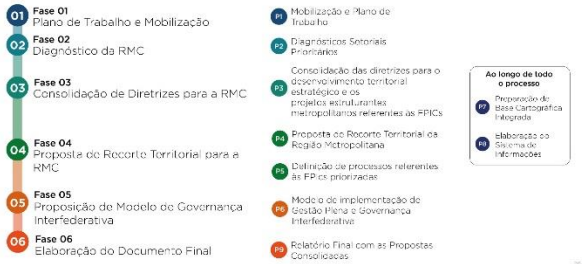 01
Fase 01
Plano de Trabalho e Mobilização
02
Fase 02
Diagnóstico da RMC
03
Fase 03
Consolidação de Diretrizes para a RMC
04
Fase 04
Proposta de Recorte Territorial para a
RMC
05
Fase 05
Proposição de Modelo de Governança
Interfederativa
06
Fase 06
Elaboração do Documento Final
P1
Mobilização e Plano de
Trabalho
P2
Diagnósticos Setoriais
Prioritários
P3
Consolidação das diretrizes para o
desenvolvimento territorial
estratégico e os
projetos estruturantes
metropolitanos referentes às FPICs
P4
Proposta do Recorte Territorial da
Região Metropolitana
P5
Definição de processos referentes
às FPics priorizadas
P6
Modelo de implementação de
Gestão Plena e Governança
Interfederativa
P9
Relatório Final com as Propostas
Consolidadas
Ao longo de todo
o processo
P7
Preparação de
Base Cartográfica
Integrada
P8
Elaboração do
Sistema de
Informações